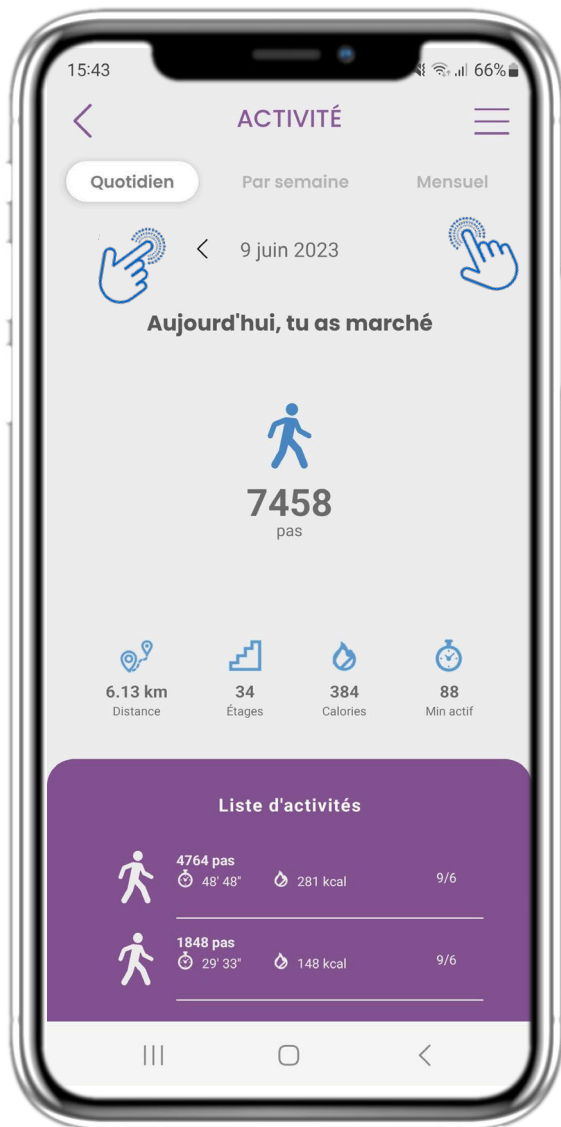 15:43 66%
ACTIVITÉ
Quotidien Par semaine Mensuel
9 juin 2023
Aujourd'hui, tu as marché
7458
pas
6.13 km 34 384 88
Distance Étages Calories Min actif
Liste d'activités
4764 pas
48' 48" 281 kcal 9/6
1848 pas
29' 33" 148 kcal 9/6